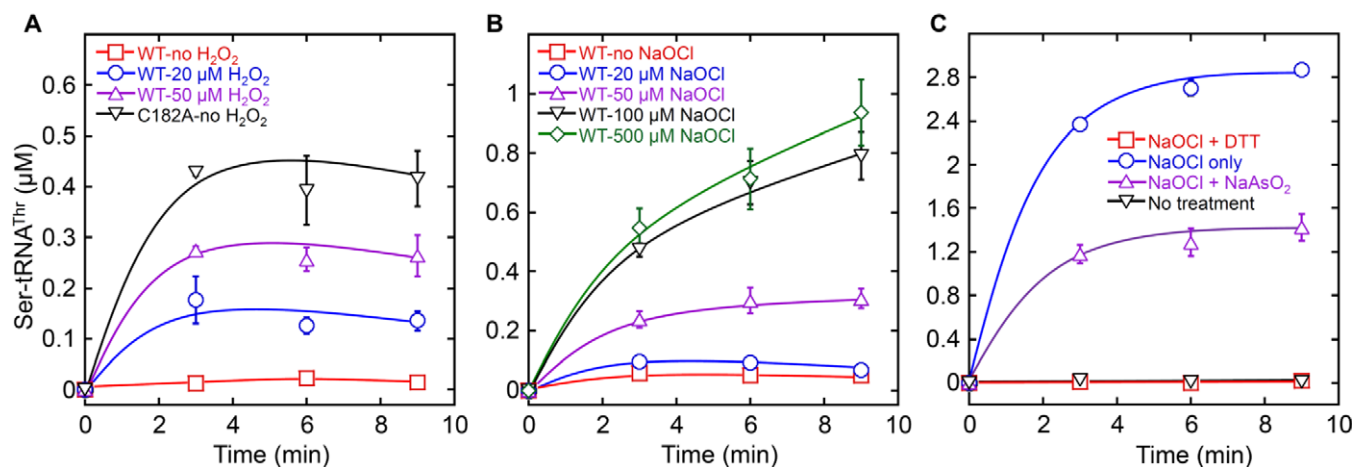 A
B
C
WT-no H₂O₂
WT-20 µM H₂O₂
WT-50 µM H₂O₂
C182A-no H₂O₂
WT-no NaOCl
WT-20 µM NaOCl
WT-50 µM NaOCl
WT-100 µM NaOCl
WT-500 µM NaOCl
NaOCl + DTT
NaOCl only
NaOCl + NaAsO₂
No treatment
Ser-tRNAᵀʰʳ (µM)
0.6
0.5
0.4
0.3
0.2
0.1
0
0 2 4 6 8 10
Time (min)
1
0.8
0.6
0.4
0.2
0
0 2 4 6 8 10
Time (min)
2.8
2.4
2
1.6
1.2
0.8
0.4
0
0 2 4 6 8 10
Time (min)